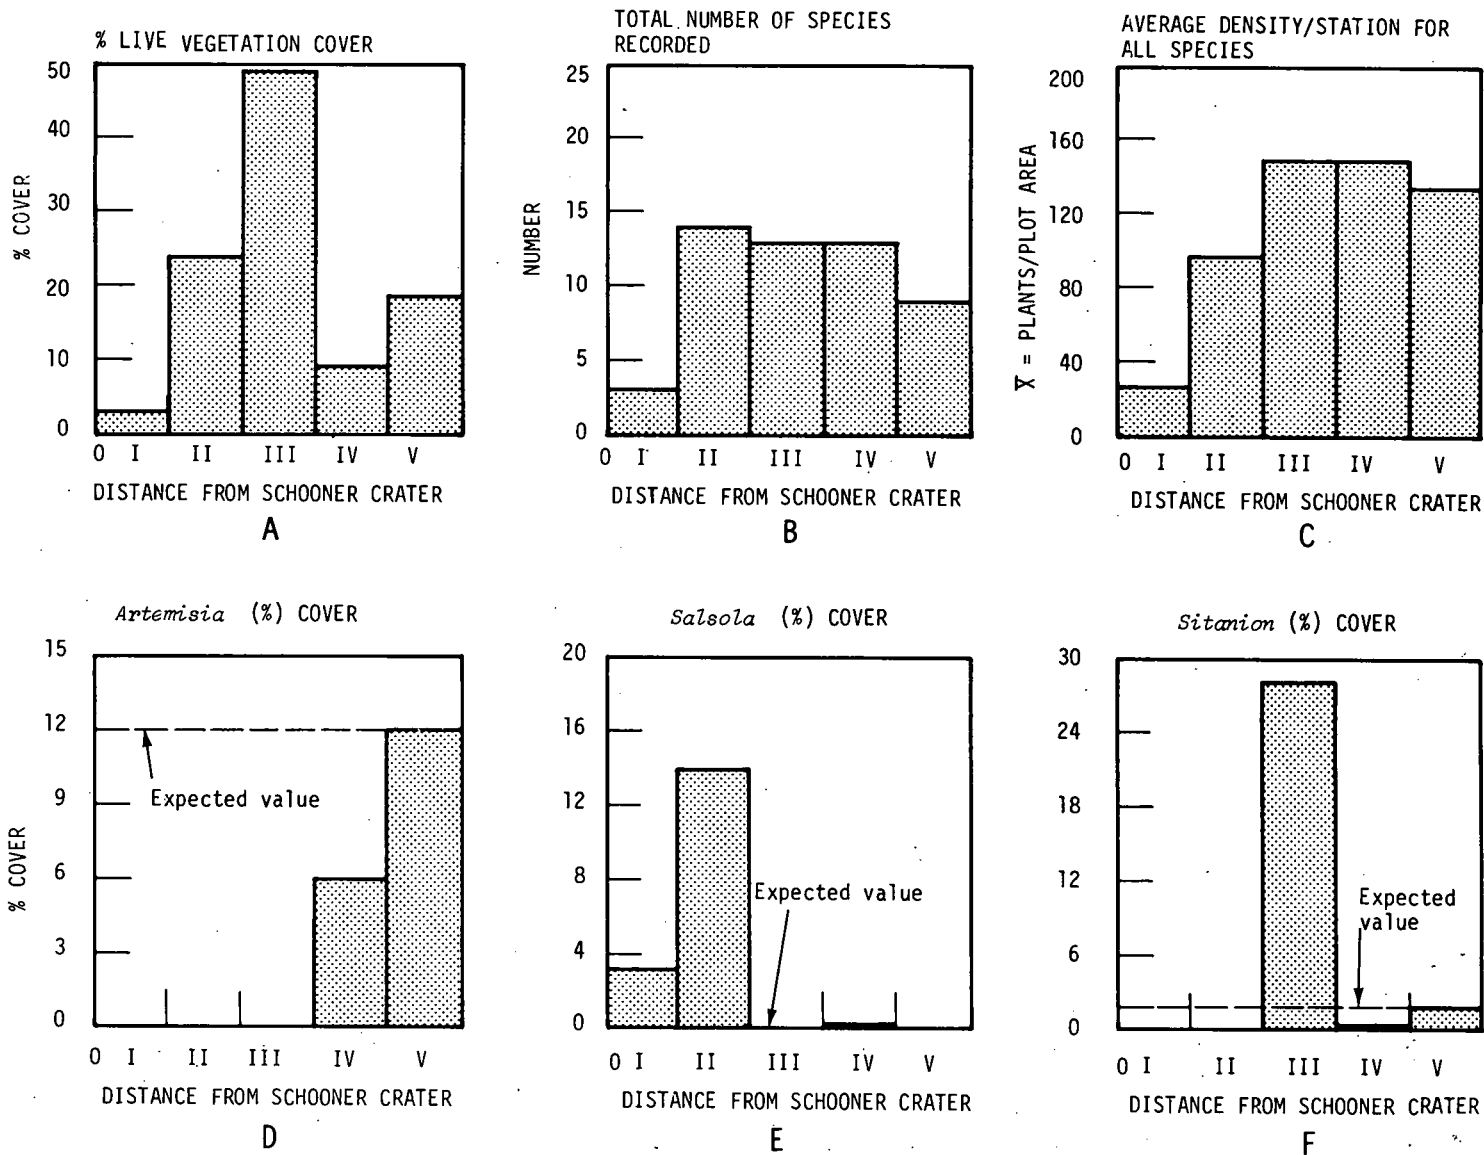 % LIVE VEGETATION COVER
50
40
30
20
10
0
% COVER
0 I II III IV V
DISTANCE FROM SCHOONER CRATER
A
TOTAL NUMBER OF SPECIES
RECORDED
25
20
15
10
5
0
NUMBER
0 I II III IV V
DISTANCE FROM SCHOONER CRATER
B
AVERAGE DENSITY/STATION FOR
ALL SPECIES
200
160
120
80
40
0
X̅ = PLANTS/PLOT AREA
0 I II III IV V
DISTANCE FROM SCHOONER CRATER
C
Artemisia (%) COVER
15
12
9
6
3
0
% COVER
Expected value
0 I II III IV V
DISTANCE FROM SCHOONER CRATER
D
Salsola (%) COVER
20
16
12
8
4
0
Expected value
0 I II III IV V
DISTANCE FROM SCHOONER CRATER
E
Sitanion (%) COVER
30
24
18
12
6
0
Expected
value
0 I II III IV V
DISTANCE FROM SCHOONER CRATER
F